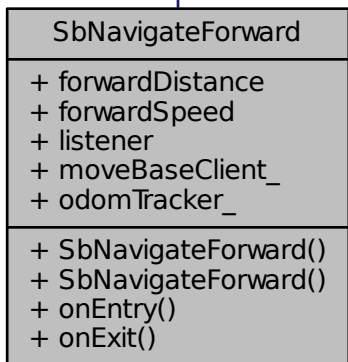 SbNavigateForward
+ forwardDistance
+ forwardSpeed
+ listener
+ moveBaseClient_
+ odomTracker_
+ SbNavigateForward()
+ SbNavigateForward()
+ onEntry()
+ onExit()